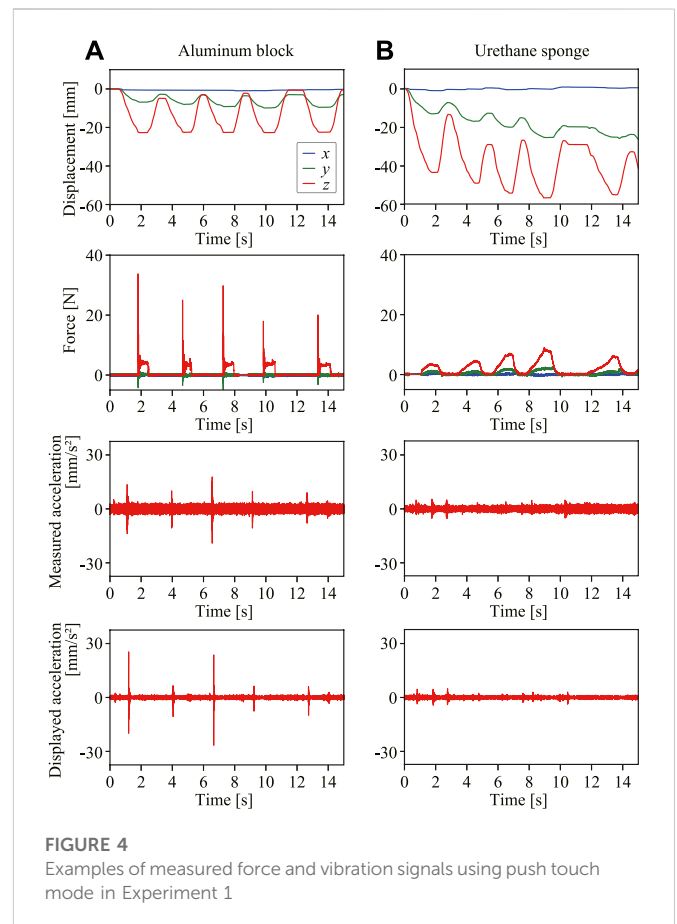 A
Aluminum block
B
Urethane sponge
Displacement [mm]
0
-20
-40
-60
x
y
z
0 2 4 6 8 10 12 14
Time [s]
0
-20
-40
-60
0 2 4 6 8 10 12 14
Time [s]
Force [N]
40
20
0
0 2 4 6 8 10 12 14
Time [s]
40
20
0
0 2 4 6 8 10 12 14
Time [s]
Measured acceleration
[mm/s²]
30
0
-30
0 2 4 6 8 10 12 14
Time [s]
30
0
-30
0 2 4 6 8 10 12 14
Time [s]
Displayed acceleration
[mm/s²]
30
0
-30
0 2 4 6 8 10 12 14
Time [s]
30
0
-30
0 2 4 6 8 10 12 14
Time [s]
FIGURE 4
Examples of measured force and vibration signals using push touch
mode in Experiment 1